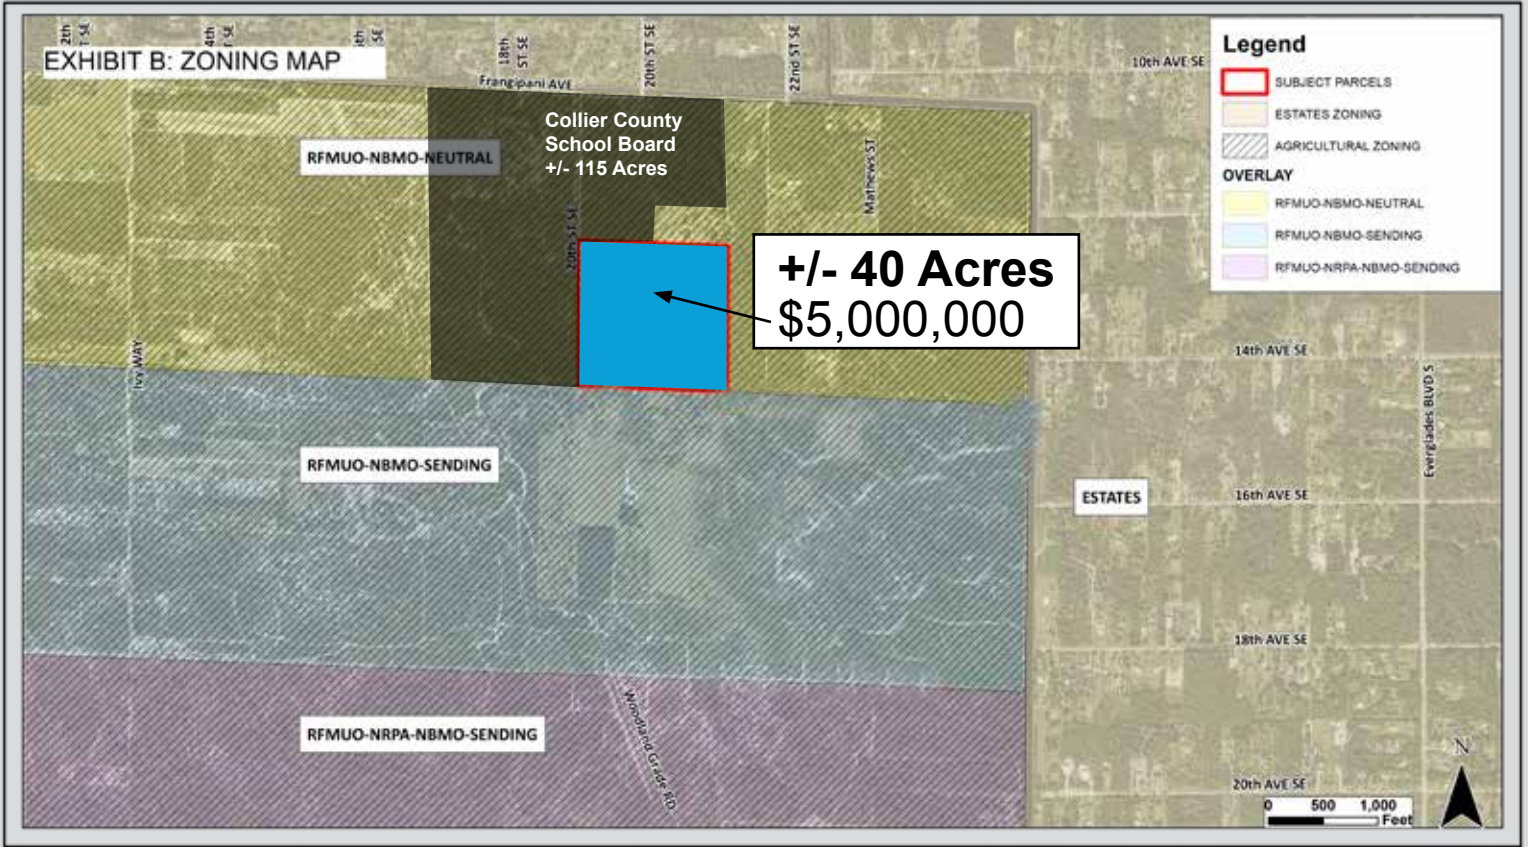 EXHIBIT B: ZONING MAP
18th
ST SE
20th ST SE
22nd ST SE
10th AVE SE
Frangipani AVE
Legend
SUBJECT PARCELS
ESTATES ZONING
AGRICULTURAL ZONING
OVERLAY
RFMUO-NBMO-NEUTRAL
RFMUO-NBMO-SENDING
RFMUO-NRPA-NBMO-SENDING
Collier County
School Board
+/- 115 Acres
RFMUO-NBMO-NEUTRAL
Mathews ST
20th ST SE
+/- 40 Acres
$5,000,000
Ivy WAY
14th AVE SE
Everglades BLVD S
RFMUO-NBMO-SENDING
ESTATES
16th AVE SE
18th AVE SE
RFMUO-NRPA-NBMO-SENDING
Woodland Grade RD
N
20th AVE SE
0 500 1,000
Feet